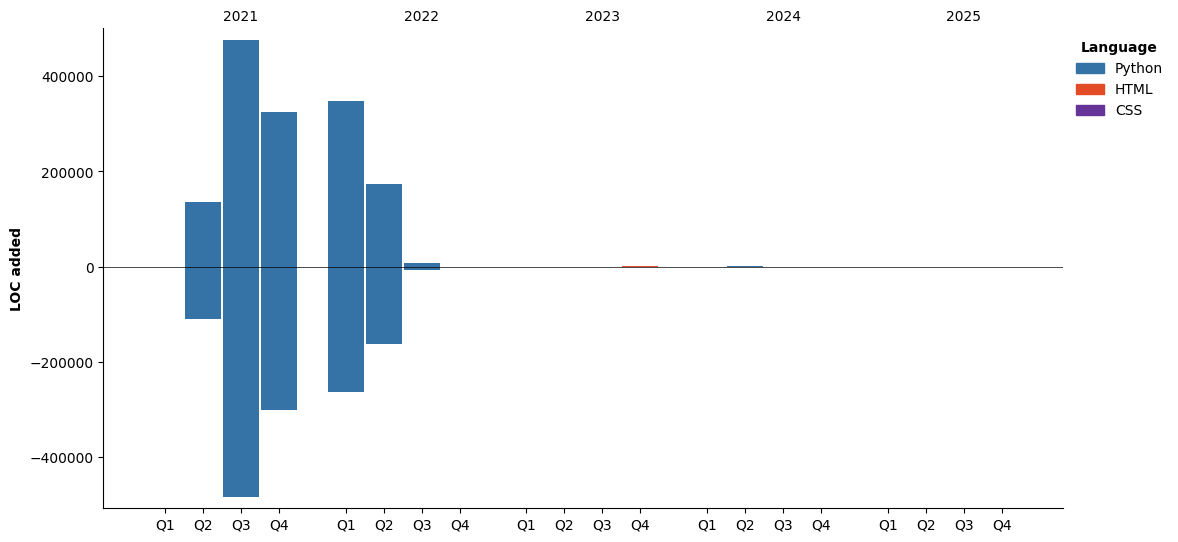 2021 2022 2023 2024 2025
Language
Python
HTML
CSS
LOC added
400000
200000
0
−200000
−400000
Q1 Q2 Q3 Q4 Q1 Q2 Q3 Q4 Q1 Q2 Q3 Q4 Q1 Q2 Q3 Q4 Q1 Q2 Q3 Q4